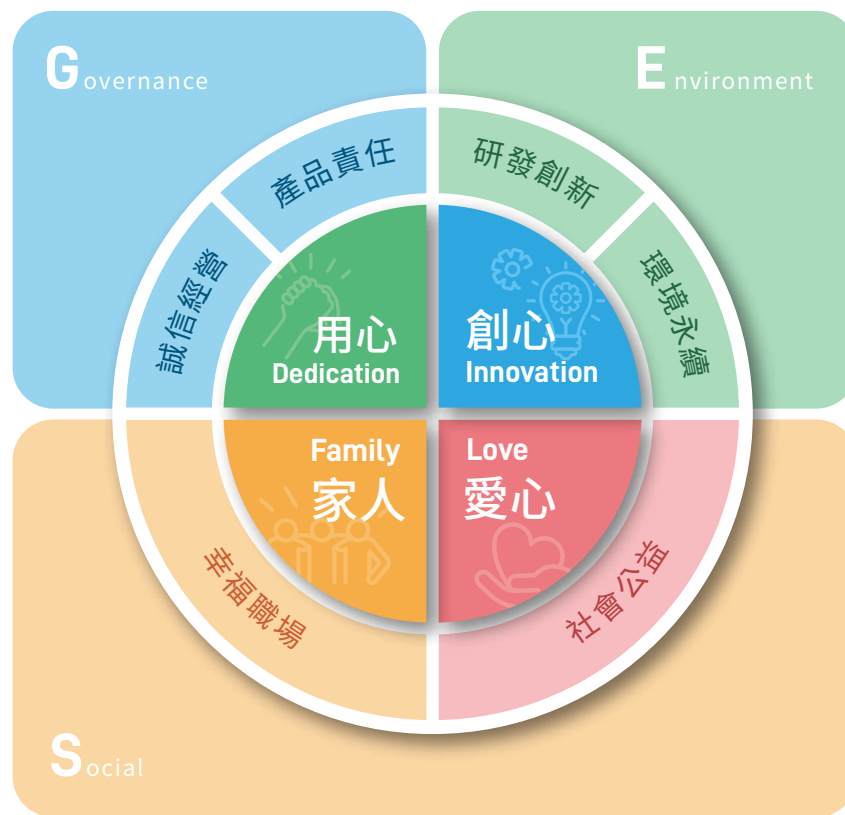 Governance
Environment
產品責任
研發創新
誠信經營
環境永續
用心
Dedication
創心
Innovation
Family
家人
Love
愛心
幸福職場
社會公益
Social